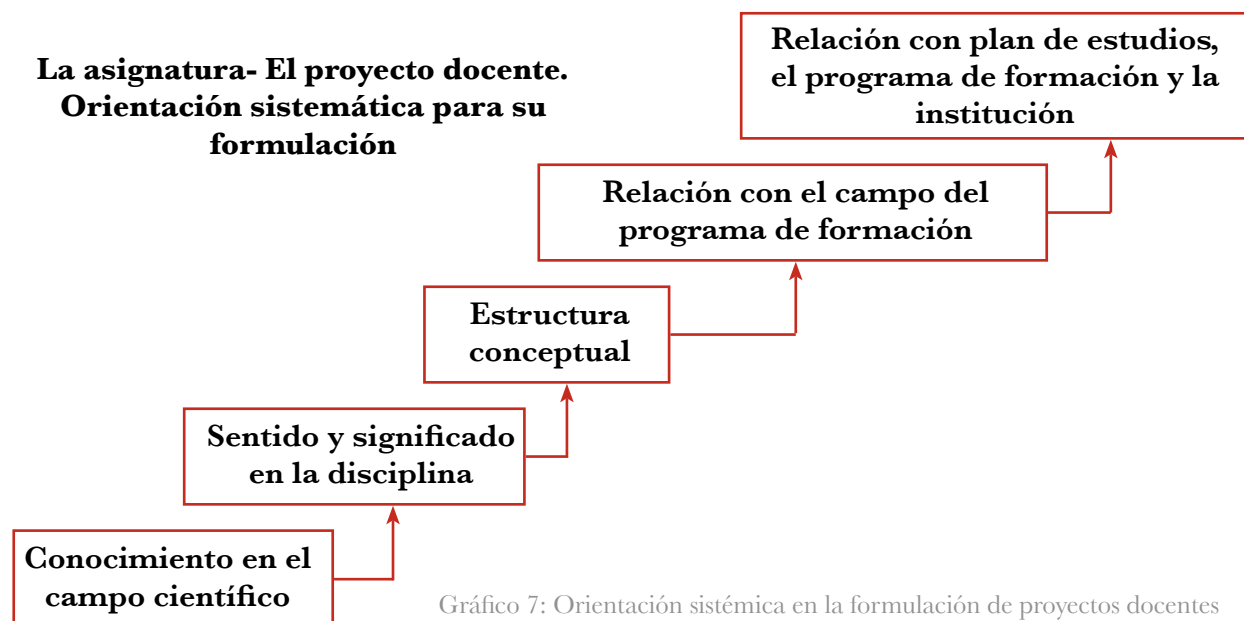 La asignatura- El proyecto docente.
Orientación sistemática para su
formulación
Relación con plan de estudios,
el programa de formación y la
institución
Relación con el campo del
programa de formación
Estructura
conceptual
Sentido y significado
en la disciplina
Conocimiento en el
campo científico
Gráfico 7: Orientación sistémica en la formulación de proyectos docentes